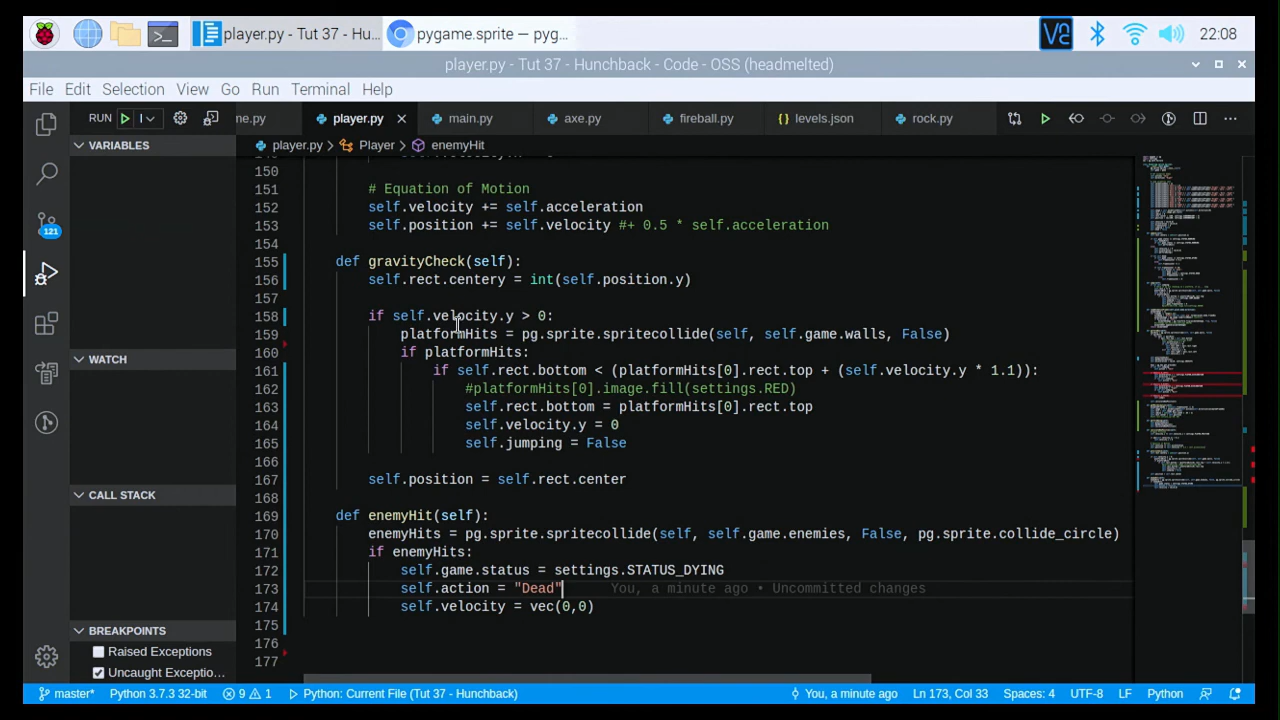 player.py - Tut 37 - Hu...
pygame.sprite — pyg...
22:08
player.py - Tut 37 - Hunchback - Code - OSS (headmelted)
File Edit Selection View Go Run Terminal Help
RUN
player.py
main.py
axe.py
fireball.py
levels.json
rock.py
player.py > Player > enemyHit
VARIABLES
WATCH
CALL STACK
BREAKPOINTS
Raised Exceptions
Uncaught Exceptio...
121
150
151 # Equation of Motion
152 self.velocity += self.acceleration
153 self.position += self.velocity #+ 0.5 * self.acceleration
154
155 def gravityCheck(self):
156 self.rect.centery = int(self.position.y)
157
158 if self.velocity.y > 0:
159 platformHits = pg.sprite.spritecollide(self, self.game.walls, False)
160 if platformHits:
161 if self.rect.bottom < (platformHits[0].rect.top + (self.velocity.y * 1.1)):
162 #platformHits[0].image.fill(settings.RED)
163 self.rect.bottom = platformHits[0].rect.top
164 self.velocity.y = 0
165 self.jumping = False
166
167 self.position = self.rect.center
168
169 def enemyHit(self):
170 enemyHits = pg.sprite.spritecollide(self, self.game.enemies, False, pg.sprite.collide_circle)
171 if enemyHits:
172 self.game.status = settings.STATUS_DYING
173 self.action = "Dead" You, a minute ago • Uncommitted changes
174 self.velocity = vec(0,0)
175
176
177
master* Python 3.7.3 32-bit 9 1 Python: Current File (Tut 37 - Hunchback) You, a minute ago Ln 173, Col 33 Spaces: 4 UTF-8 LF Python